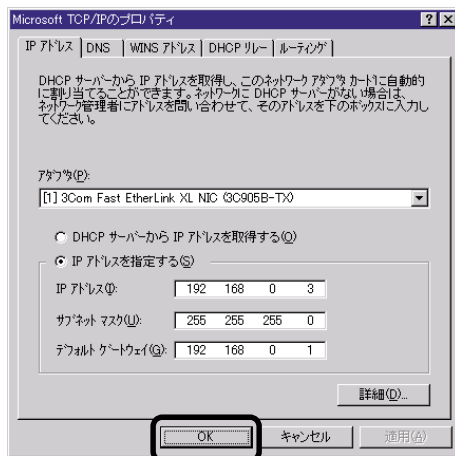 Microsoft TCP/IPのプロパティ
IP アドレス DNS WINS アドレス DHCP リレー ルーティング
DHCP サーバーから IP アドレスを取得し、このネットワーク アダプタ カードに自動的
に割り当てることができます。ネットワークに DHCP サーバーがない場合は、
ネットワーク管理者にアドレスを問い合わせて、そのアドレスを下のボックスに入力し
てください。
アダプタ(P):
[1] 3Com Fast EtherLink XL NIC (3C905B-TX)
DHCP サーバーから IP アドレスを取得する(O)
IP アドレスを指定する(S)
IP アドレス(I): 192 168 0 3
サブネット マスク(U): 255 255 255 0
デフォルト ゲートウェイ(G): 192 168 0 1
詳細(D)...
OK キャンセル 適用(A)